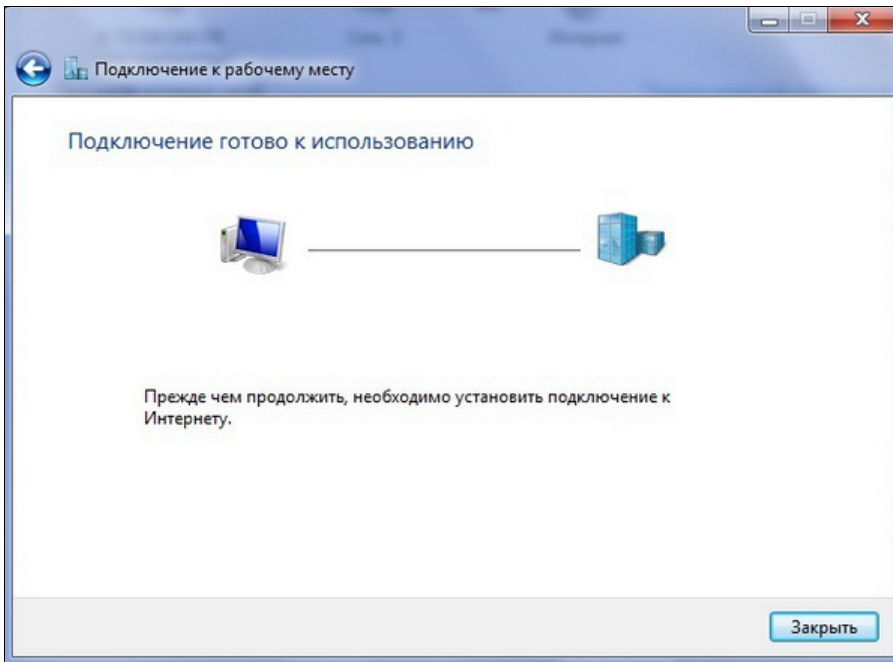 Подключение к рабочему месту
Подключение готово к использованию
Прежде чем продолжить, необходимо установить подключение к
Интернету.
Закрыть